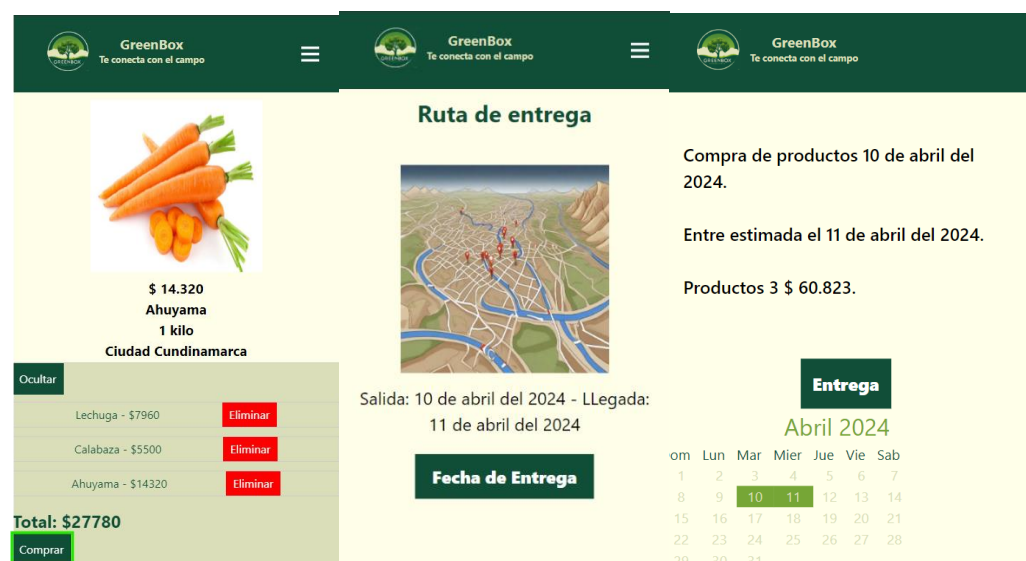 GreenBox
Te conecta con el campo
GREENBOX
$ 14.320
Ahuyama
1 kilo
Ciudad Cundinamarca
Ocultar
Lechuga - $7960 Eliminar
Calabaza - $5500 Eliminar
Ahuyama - $14320 Eliminar
Total: $27780
Comprar
GreenBox
Te conecta con el campo
GREENBOX
Ruta de entrega
Salida: 10 de abril del 2024 - LLegada:
11 de abril del 2024
Fecha de Entrega
GreenBox
Te conecta con el campo
GREENBOX
Compra de productos 10 de abril del
2024.
Entre estimada el 11 de abril del 2024.
Productos 3 $ 60.823.
Entrega
Abril 2024
om Lun Mar Mier Jue Vie Sab
1 2 3 4 5 6 7
8 9 10 11 12 13 14
15 16 17 18 19 20 21
22 23 24 25 26 27 28
29 30 31